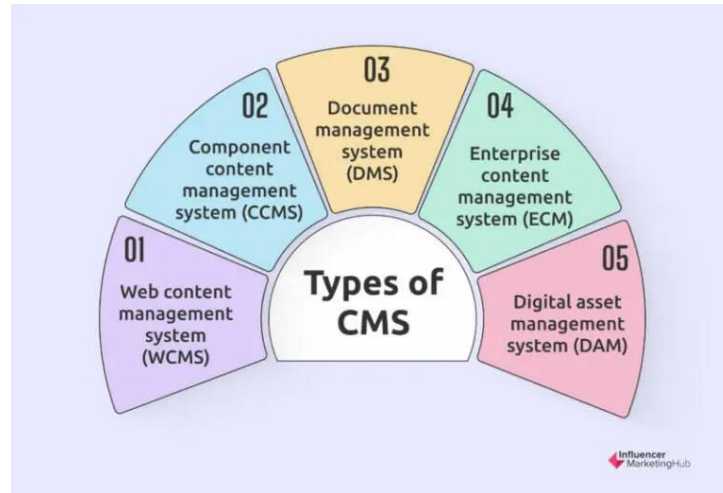 01
Web content
management
system
(WCMS)
02
Component
content
management
system (CCMS)
03
Document
management
system
(DMS)
04
Enterprise
content
management
system (ECM)
05
Digital asset
management
system (DAM)
Types of
CMS
Influencer
MarketingHub